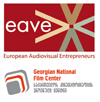 eave
European Audiovisual Entrepreneurs
Georgian National
Film Center